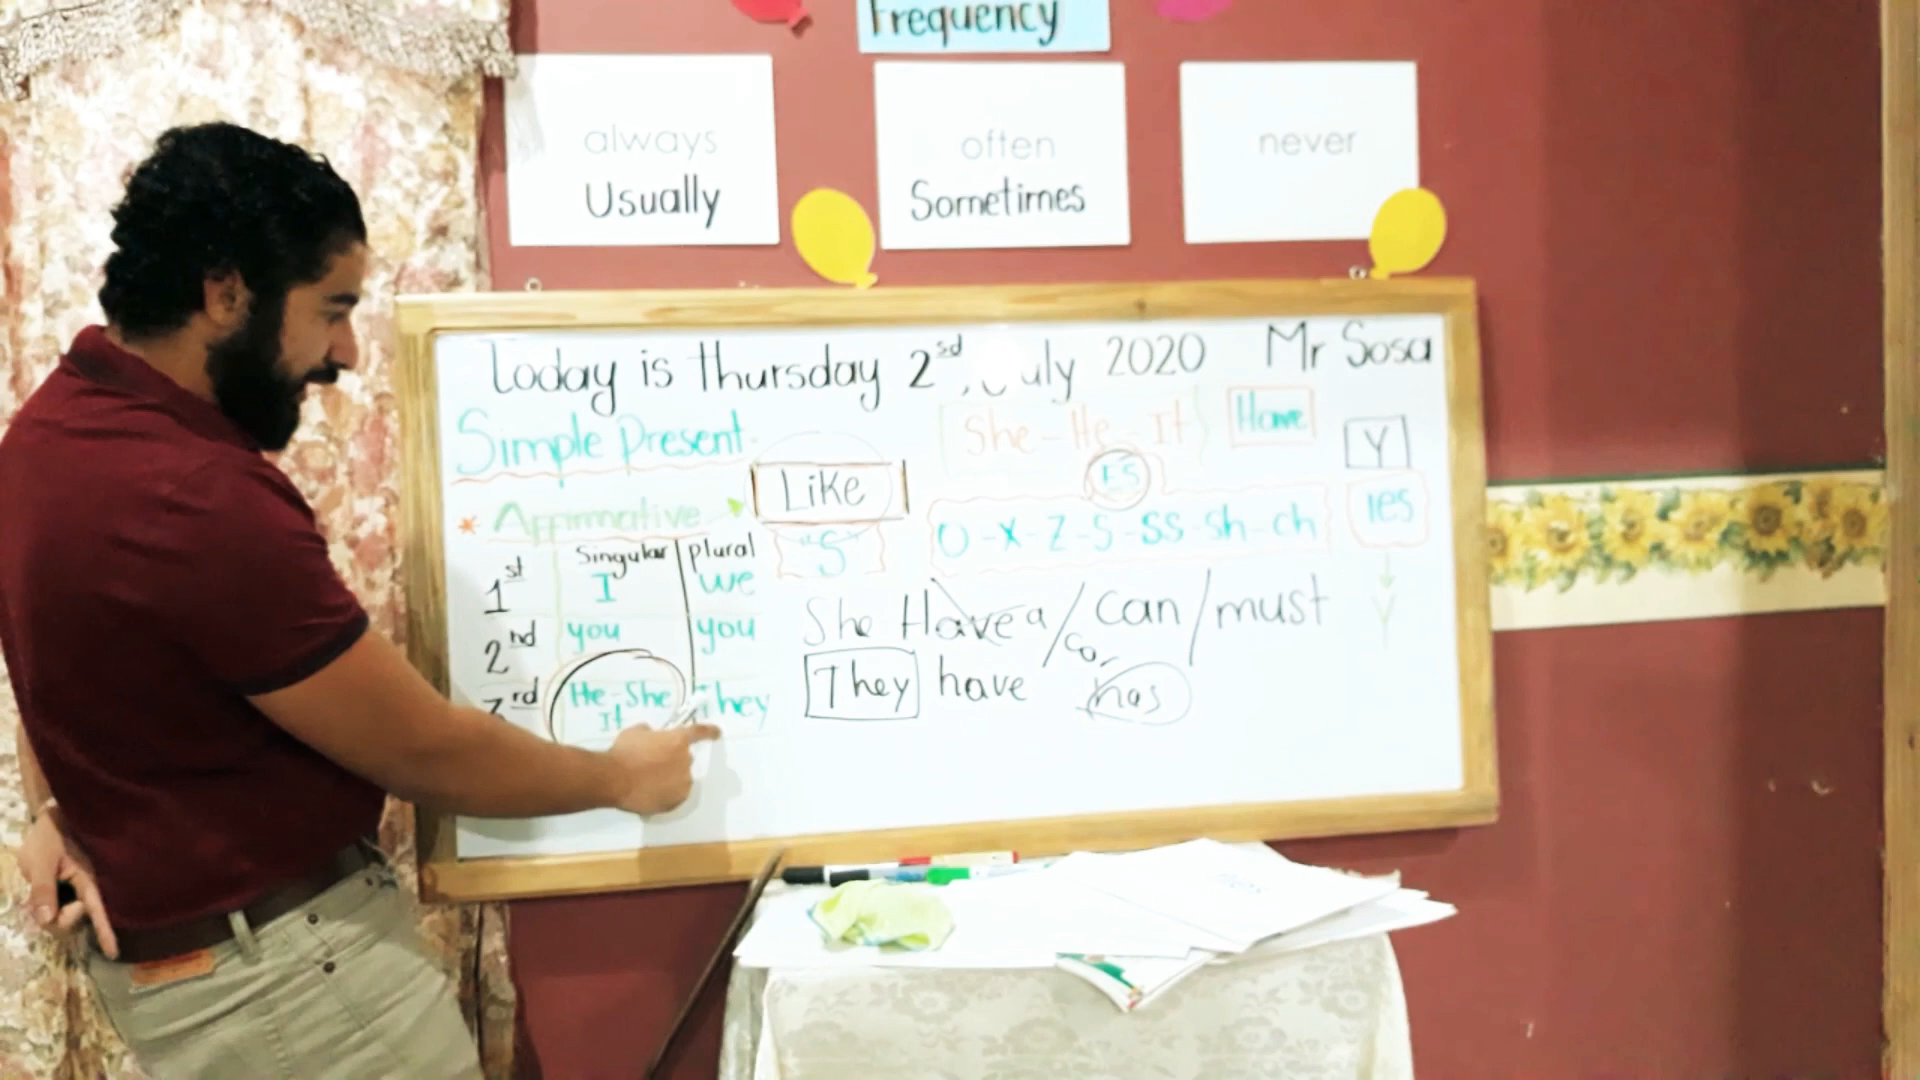 Frequency
always
Usually
often
Sometimes
never
Today is Thursday 2sd, July 2020 Mr Sosa
Simple Present.
She - He - It
Have
Y
ES
Like
ies
* Affirmative
"S"
O - X - Z - S - SS - Sh - ch
Y
Singular plural
1st I we
2nd you you
3rd He - She They
It
She Have a / can / must
Co
They have has